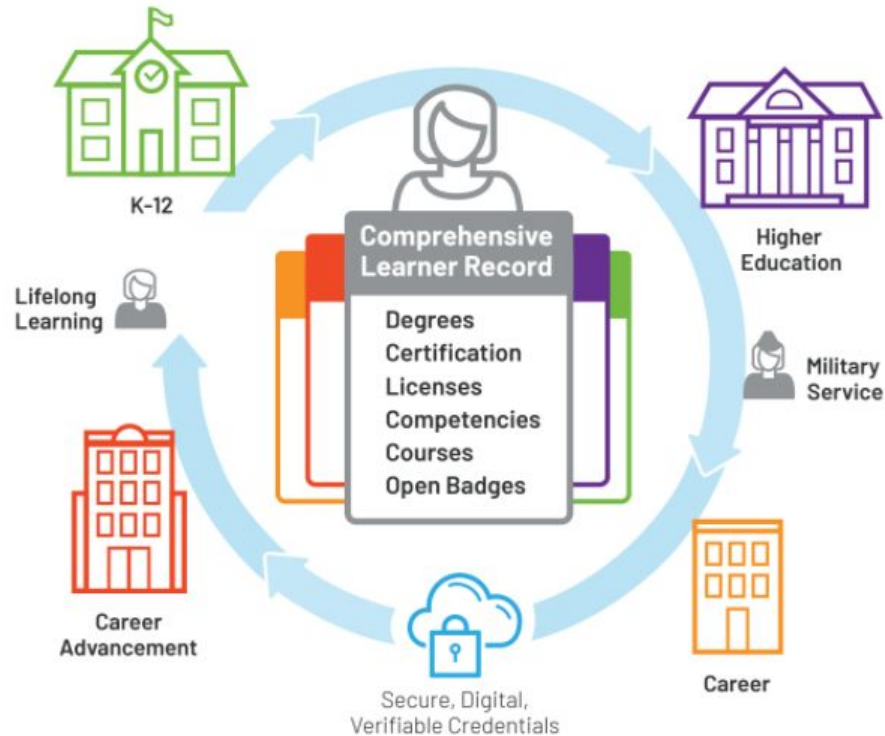 K-12
Comprehensive
Learner Record
Higher
Education
Lifelong
Learning
Degrees
Certification
Licenses
Competencies
Courses
Open Badges
Military
Service
Career
Advancement
Career
Secure, Digital,
Verifiable Credentials